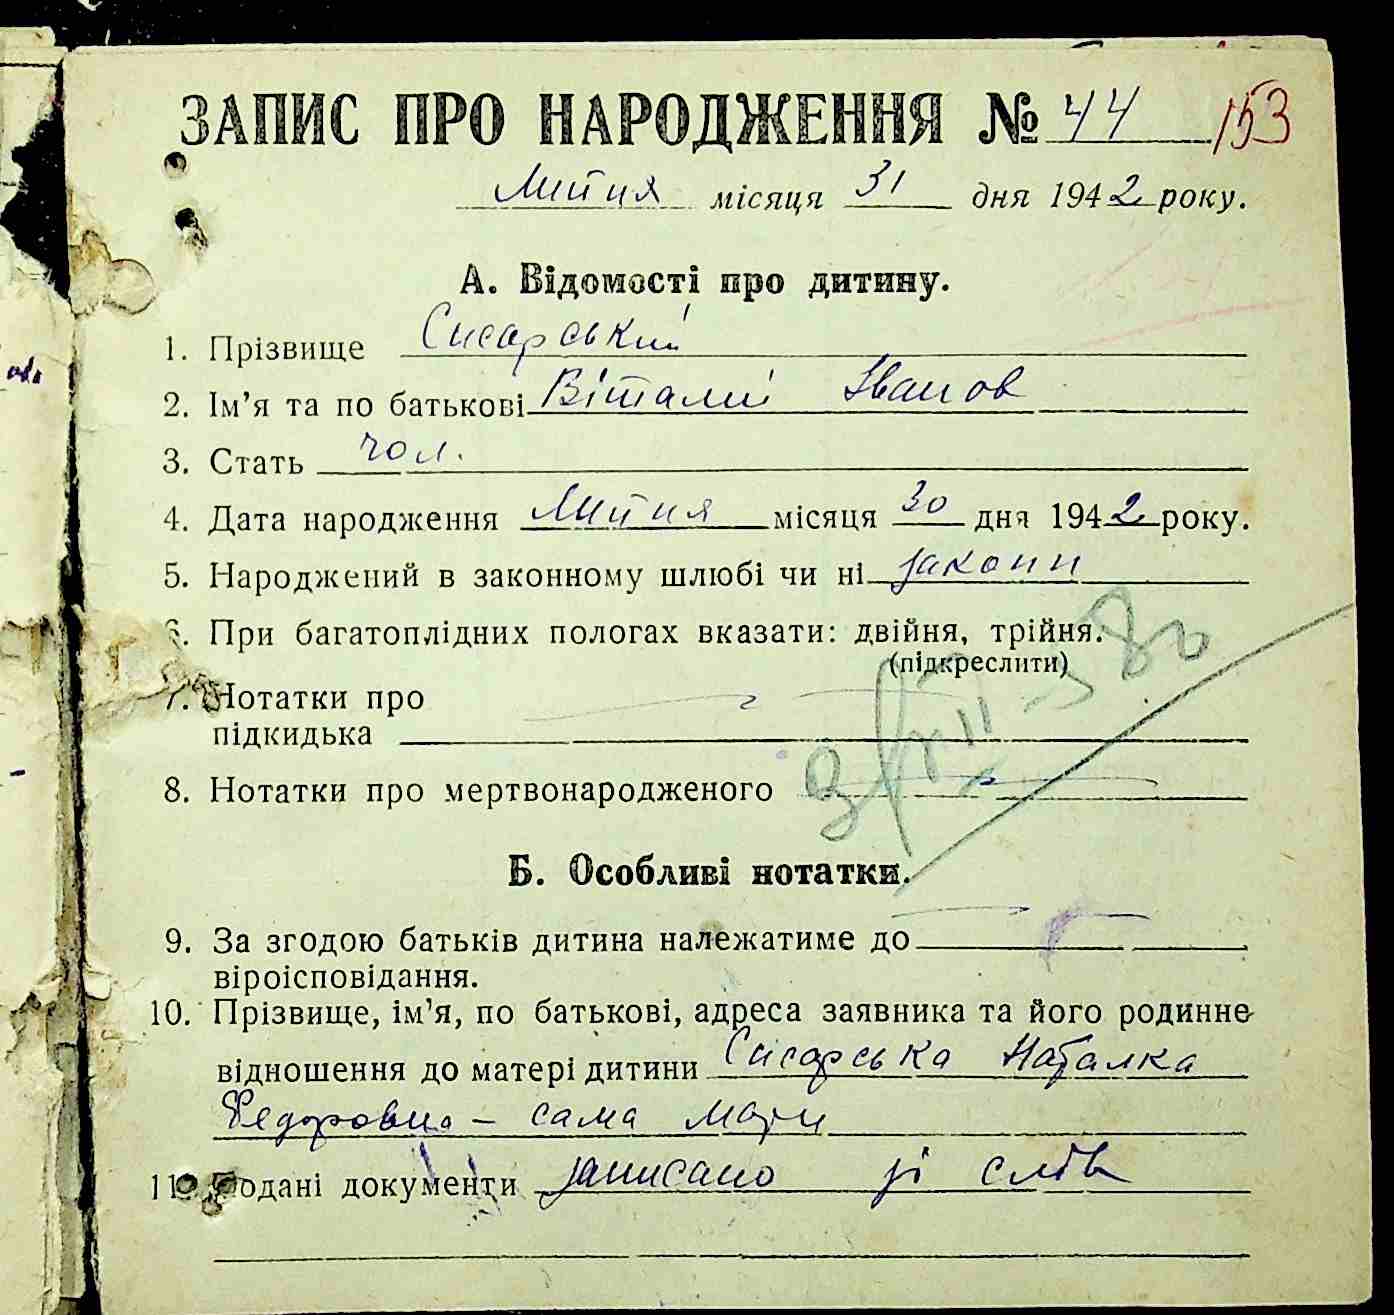 ЗАПИС ПРО НАРОДЖЕННЯ № 44 153
Липня місяця 31 дня 1942 року.
А. Відомості про дитину.
1. Прізвище Снсарський
2. Ім'я та по батькові Віталий Іванов
3. Стать чол.
4. Дата народження Липня місяця 30 дня 1942 року.
5. Народжений в законному шлюбі чи ні законн
6. При багатоплідних пологах вказати: двійня, трійня.
(підкреслити)
7. Нотатки про
підкидька
8. Нотатки про мертвонародженого
Б. Особливі нотатки.
9. За згодою батьків дитина належатиме до
віроісповідання.
10. Прізвище, ім'я, по батькові, адреса заявника та його родинне
відношення до матері дитини Снсарська Наталка
Федоровна - сама мати
11. Подані документи записано зі слів